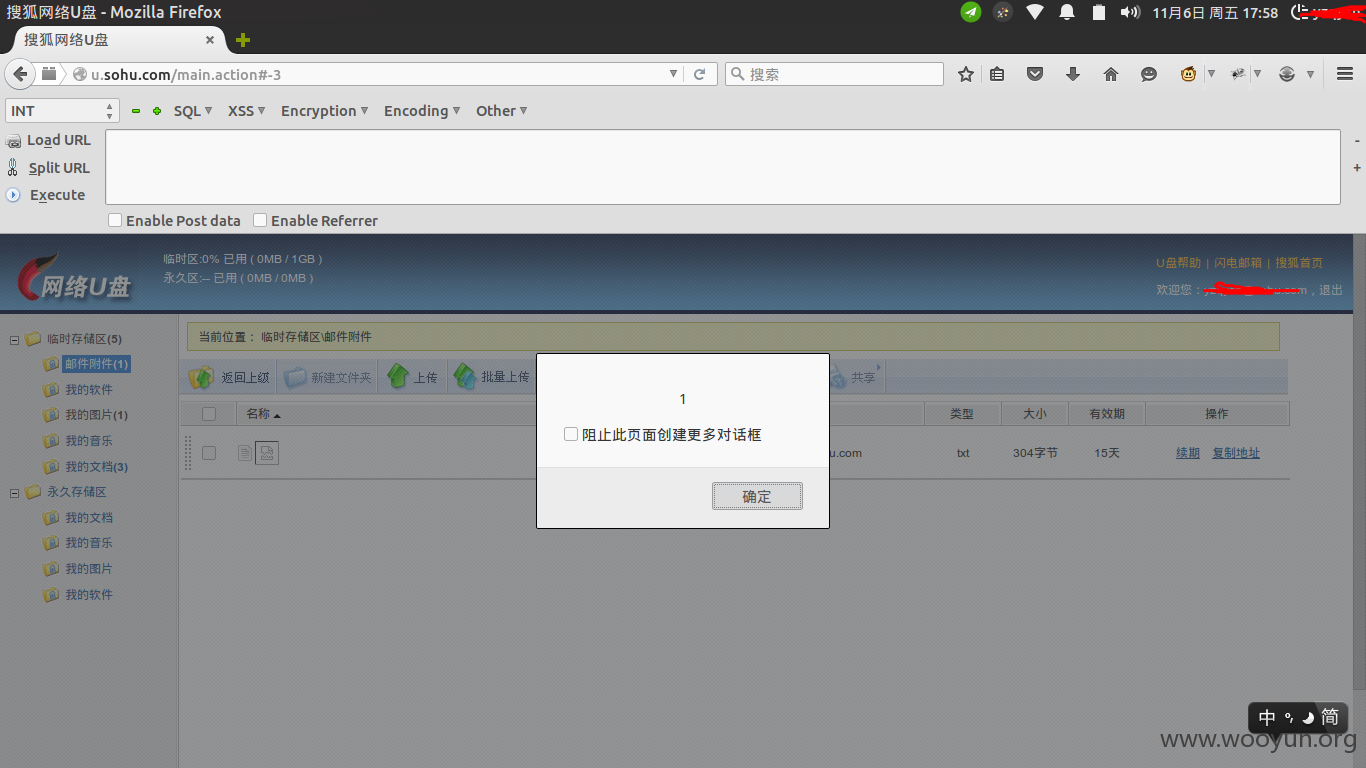 搜狐网络U盘 - Mozilla Firefox
11月6日 周五 17:58
搜狐网络U盘
u.sohu.com/main.action#-3
搜索
INT
SQL
XSS
Encryption
Encoding
Other
Load URL
Split URL
Execute
Enable Post data
Enable Referrer
网络U盘
临时区:0% 已用 ( 0MB / 1GB )
永久区:-- 已用 ( 0MB / 0MB )
U盘帮助 | 闪电邮箱 | 搜狐首页
欢迎您：
, 退出
临时存储区(5)
邮件附件(1)
我的软件
我的图片(1)
我的音乐
我的文档(3)
永久存储区
我的文档
我的音乐
我的图片
我的软件
当前位置： 临时存储区\邮件附件
返回上级
新建文件夹
上传
批量上传
共享
名称
类型
大小
有效期
操作
u.com
txt
304字节
15天
续期
复制地址
1
阻止此页面创建更多对话框
确定
中
简
www.wooyun.org